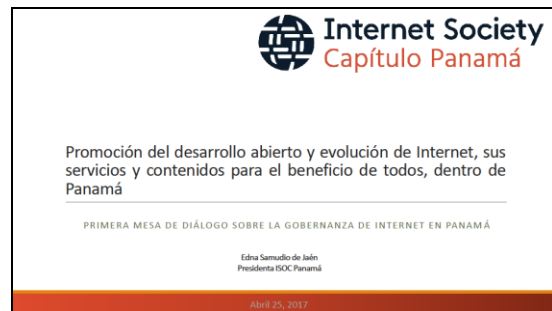 Internet Society
Capítulo Panamá
Promoción del desarrollo abierto y evolución de Internet, sus
servicios y contenidos para el beneficio de todos, dentro de
Panamá
PRIMERA MESA DE DIÁLOGO SOBRE LA GOBERNANZA DE INTERNET EN PANAMÁ
Edna Samudio de Jaén
Presidenta ISOC Panamá
Abril 25, 2017